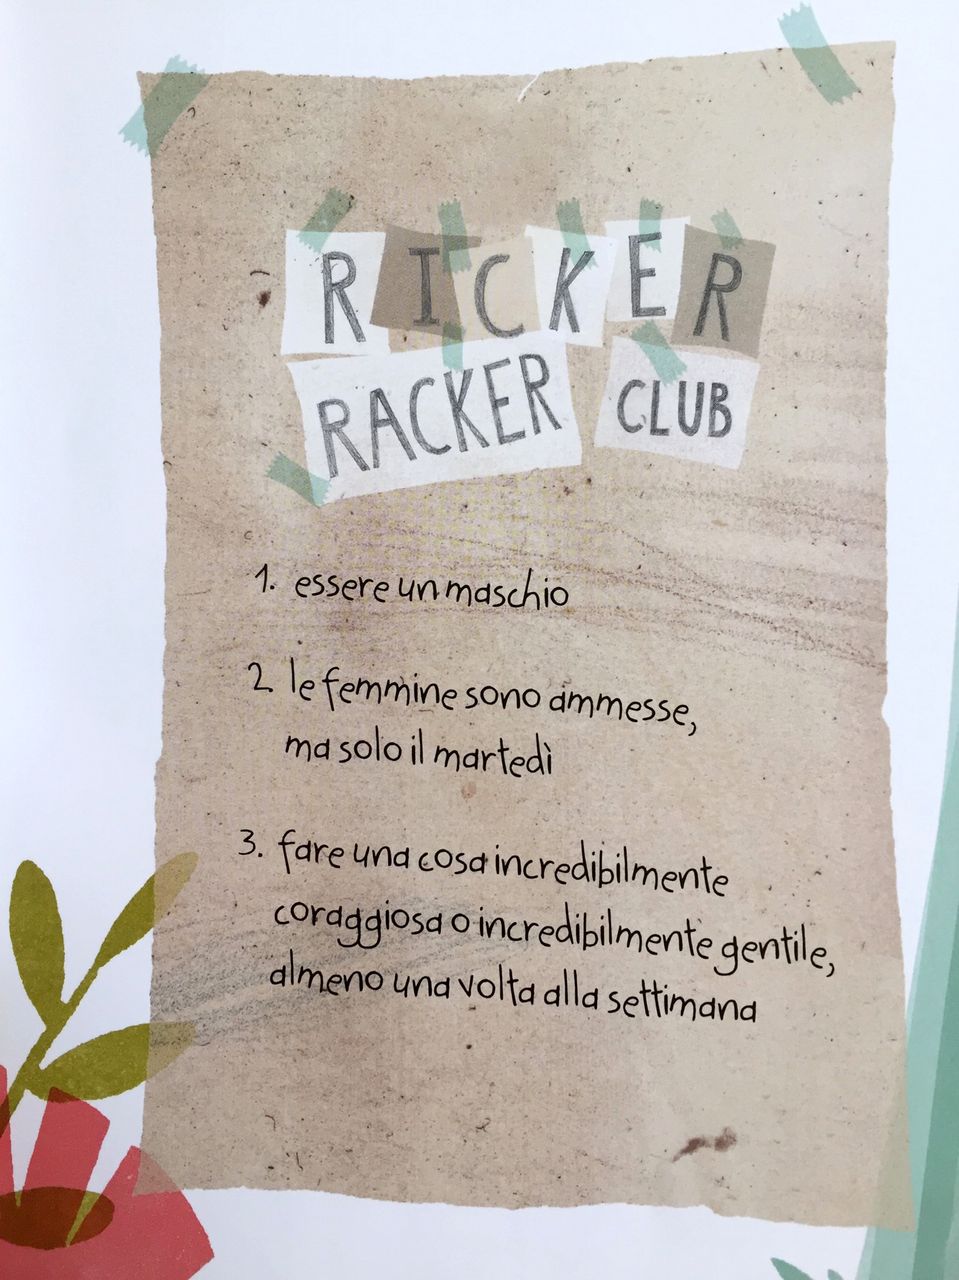 RICKER
RACKER CLUB
1. essere un maschio
2. le femmine sono ammesse,
ma solo il martedì
3. fare una cosa incredibilmente
coraggiosa o incredibilmente gentile,
almeno una volta alla settimana